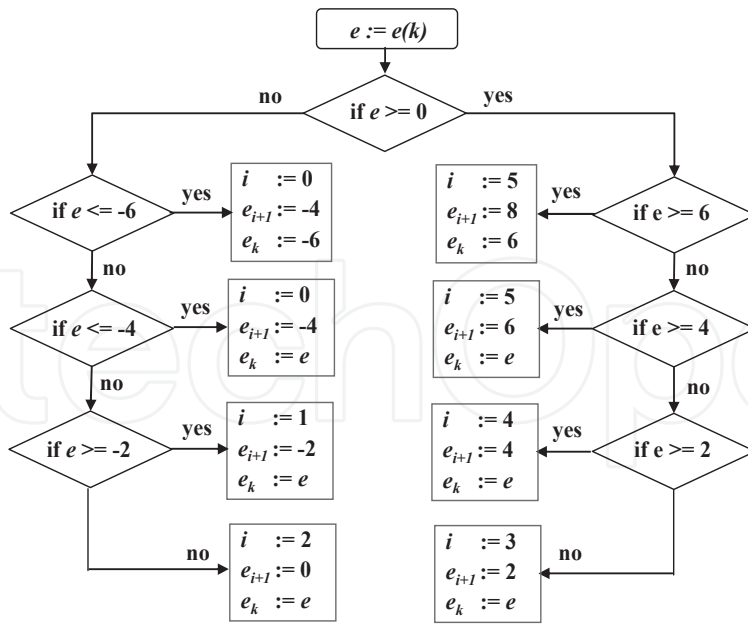 e := e(k)
if e >= 0
no
yes
if e <= -6
yes
i := 0
e_{i+1} := -4
e_k := -6
i := 5
e_{i+1} := 8
e_k := 6
yes
if e >= 6
no
no
if e <= -4
yes
i := 0
e_{i+1} := -4
e_k := e
i := 5
e_{i+1} := 6
e_k := e
yes
if e >= 4
no
no
if e >= -2
yes
i := 1
e_{i+1} := -2
e_k := e
i := 4
e_{i+1} := 4
e_k := e
yes
if e >= 2
no
i := 2
e_{i+1} := 0
e_k := e
i := 3
e_{i+1} := 2
e_k := e
no
techOpe